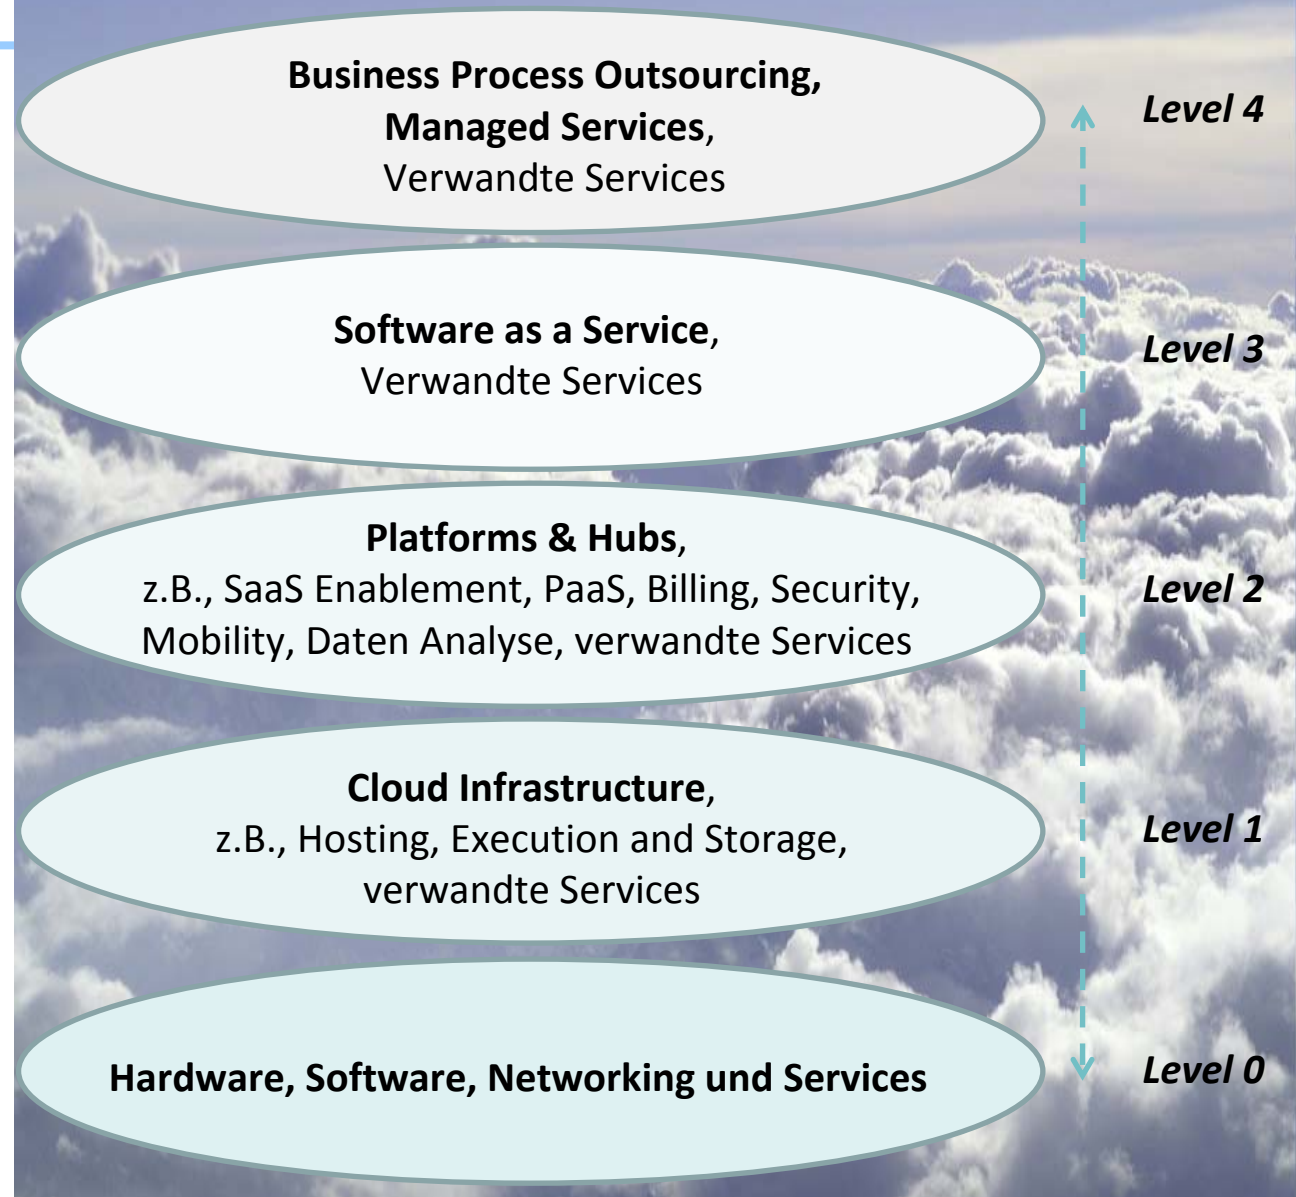 Business Process Outsourcing,
Managed Services,
Verwandte Services
Level 4
Software as a Service,
Verwandte Services
Level 3
Platforms & Hubs,
z.B., SaaS Enablement, PaaS, Billing, Security,
Mobility, Daten Analyse, verwandte Services
Level 2
Cloud Infrastructure,
z.B., Hosting, Execution and Storage,
verwandte Services
Level 1
Hardware, Software, Networking und Services
Level 0